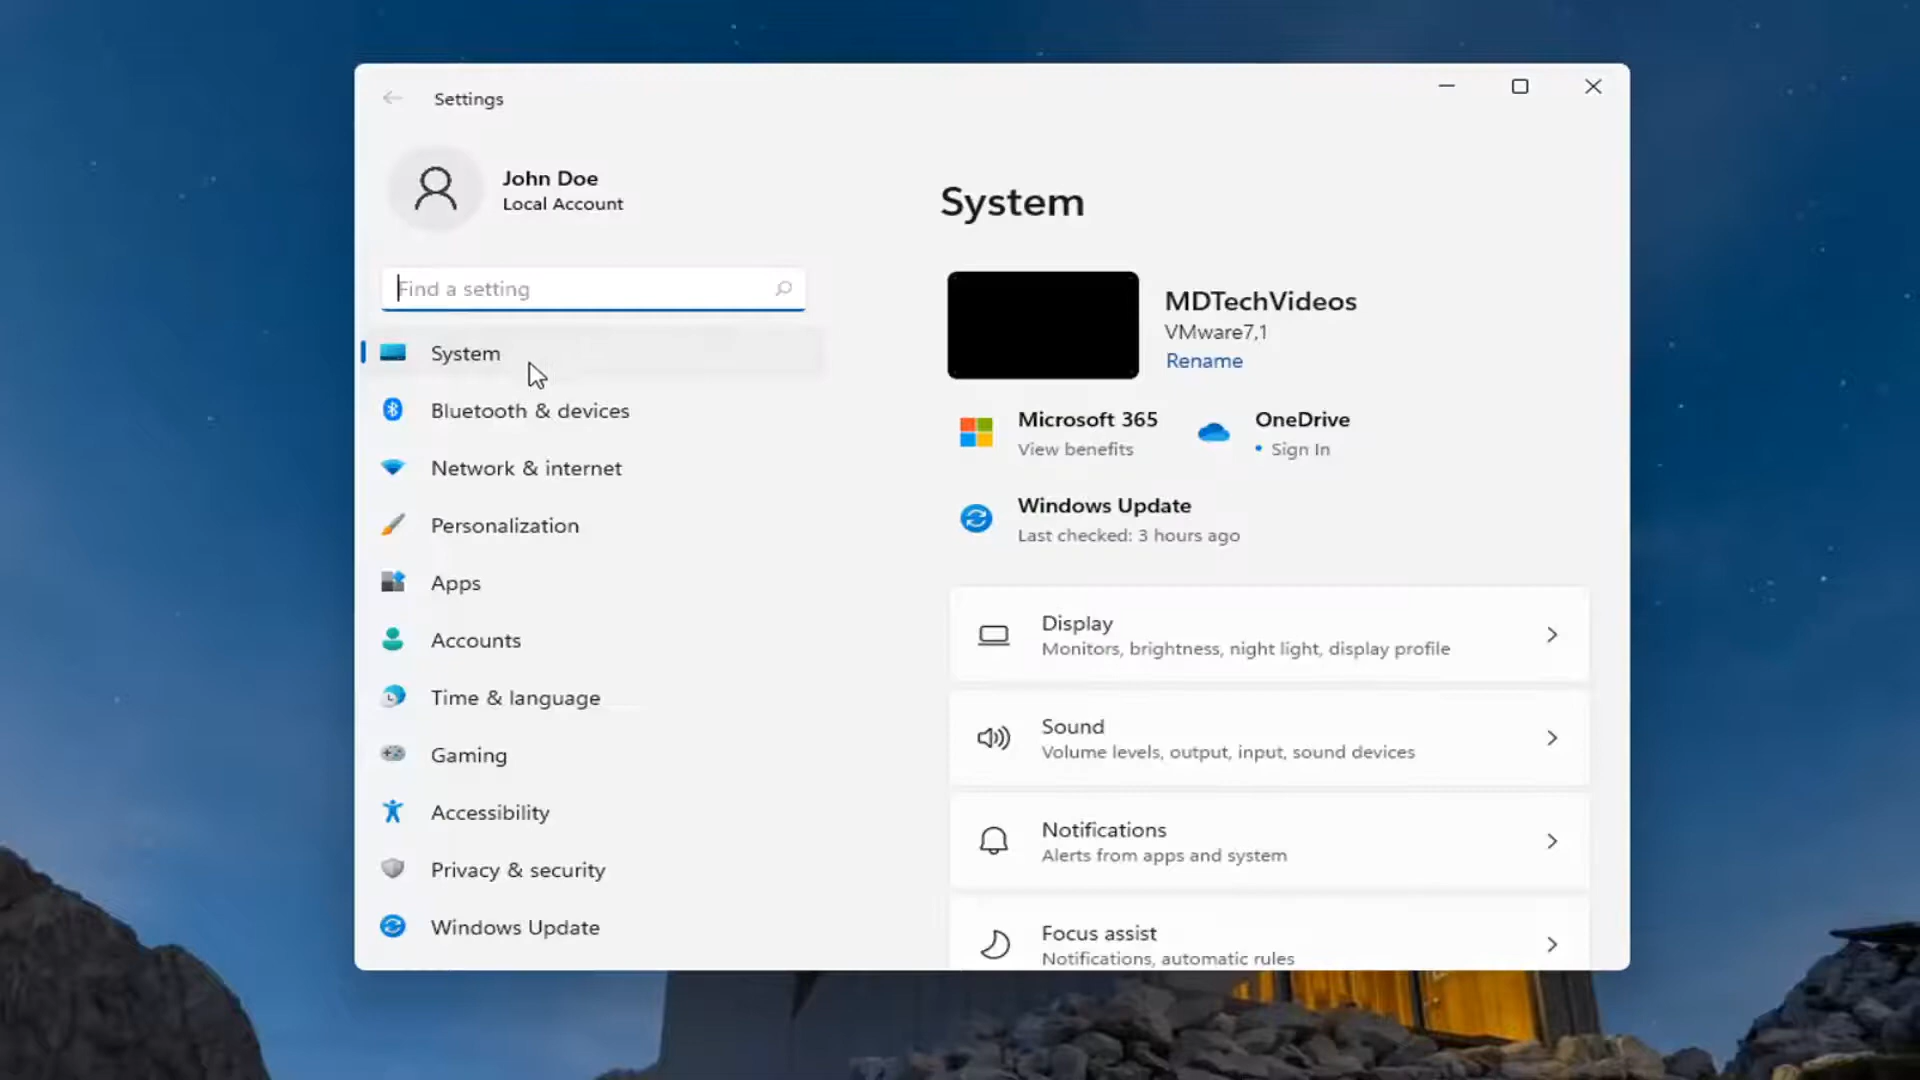 Settings
John Doe
Local Account
Find a setting
System
Bluetooth & devices
Network & internet
Personalization
Apps
Accounts
Time & language
Gaming
Accessibility
Privacy & security
Windows Update
System
MDTechVideos
VMware7,1
Rename
Microsoft 365
View benefits
OneDrive
• Sign In
Windows Update
Last checked: 3 hours ago
Display
Monitors, brightness, night light, display profile
Sound
Volume levels, output, input, sound devices
Notifications
Alerts from apps and system
Focus assist
Notifications, automatic rules